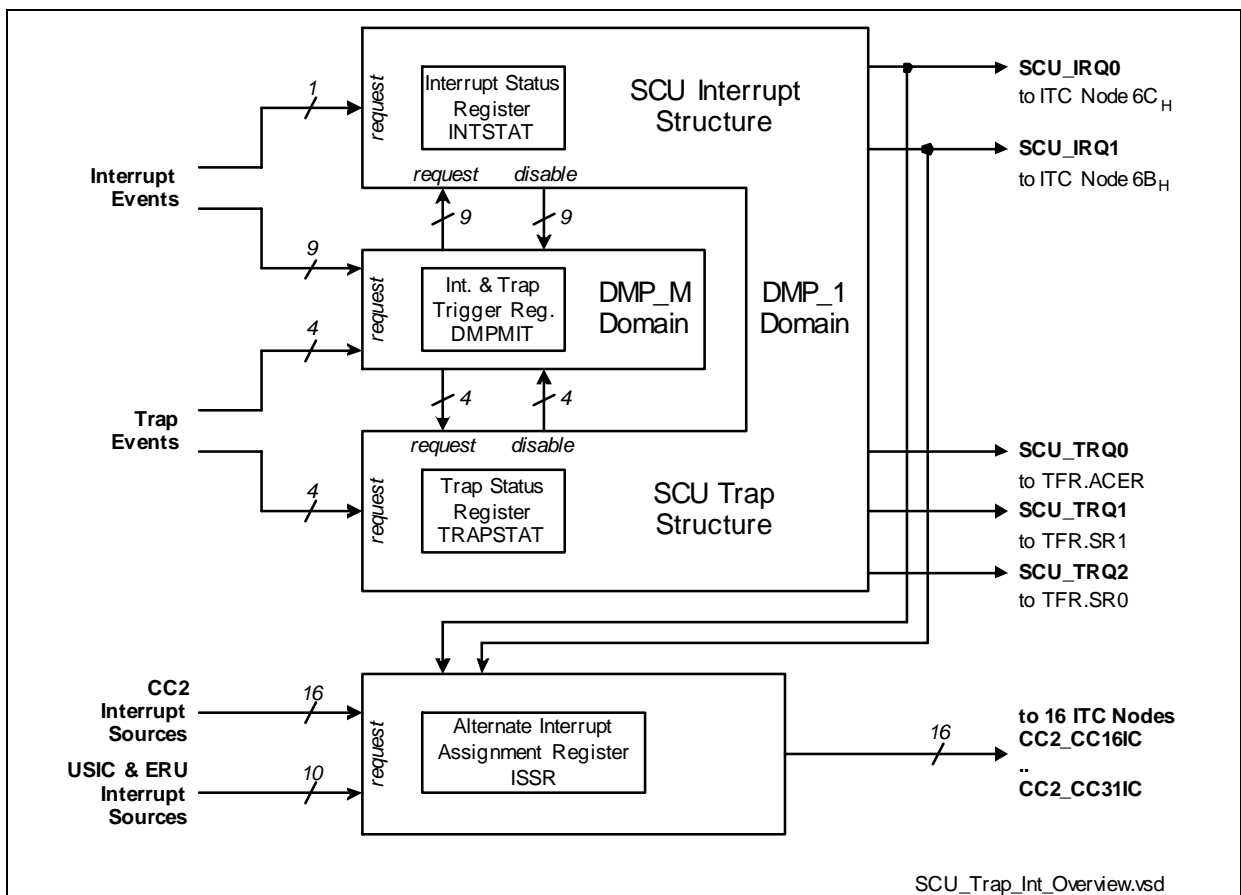 SCU Interrupt
Structure
Interrupt Status
Register
INTSTAT
request
1
Interrupt
Events
9
request
disable
9
9
request
Int. & Trap
Trigger Reg.
DMPMIT
DMP_M
Domain
DMP_1
Domain
4
4
4
Trap
Events
request
disable
4
request
Trap Status
Register
TRAPSTAT
SCU Trap
Structure
SCU_IRQ0
to ITC Node 6CH
SCU_IRQ1
to ITC Node 6BH
SCU_TRQ0
to TFR.ACER
SCU_TRQ1
to TFR.SR1
SCU_TRQ2
to TFR.SR0
CC2
Interrupt
Sources
16
USIC & ERU
Interrupt
Sources
10
request
Alternate Interrupt
Assignment Register
ISSR
16
to 16 ITC Nodes
CC2_CC16IC
..
CC2_CC31IC
SCU_Trap_Int_Overview.vsd